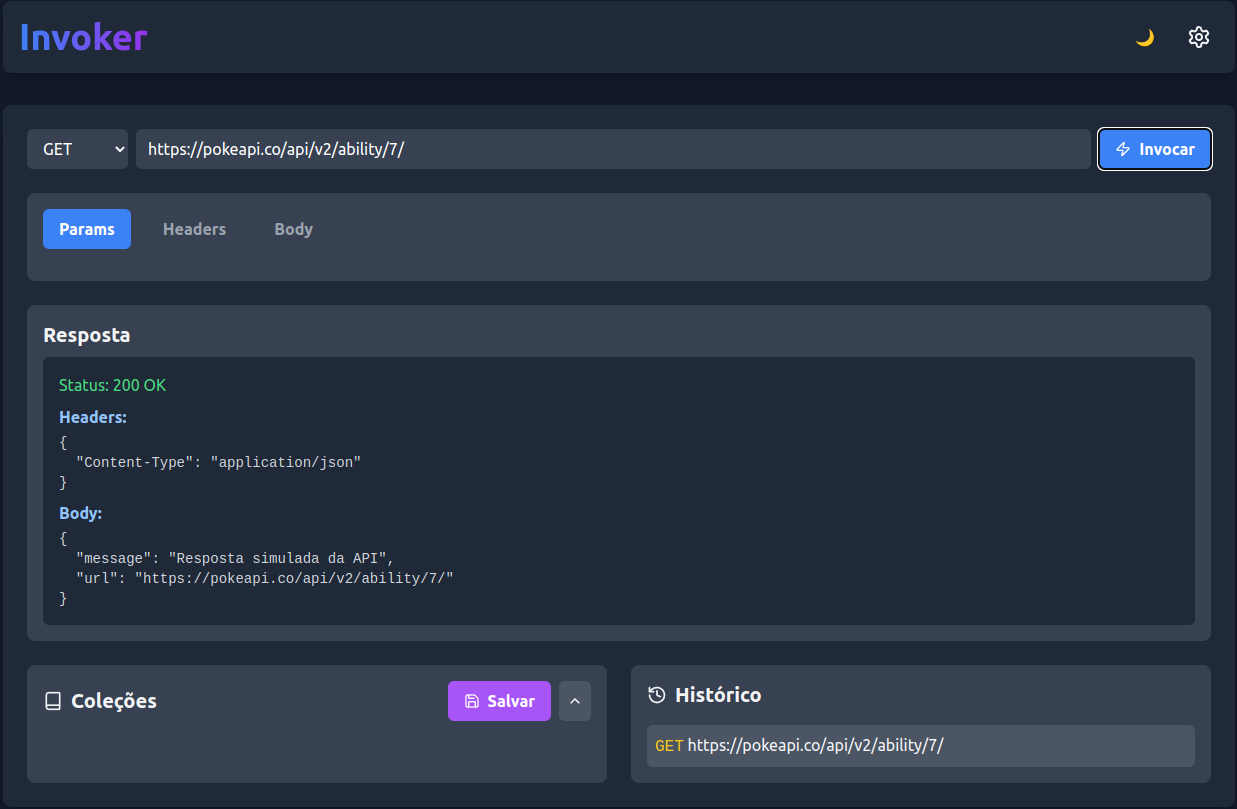 Invoker
GET https://pokeapi.co/api/v2/ability/7/ Invocar
Params Headers Body
Resposta
Status: 200 OK
Headers:
{
  "Content-Type": "application/json"
}
Body:
{
  "message": "Resposta simulada da API",
  "url": "https://pokeapi.co/api/v2/ability/7/"
}
Coleções Salvar
Histórico
GET https://pokeapi.co/api/v2/ability/7/